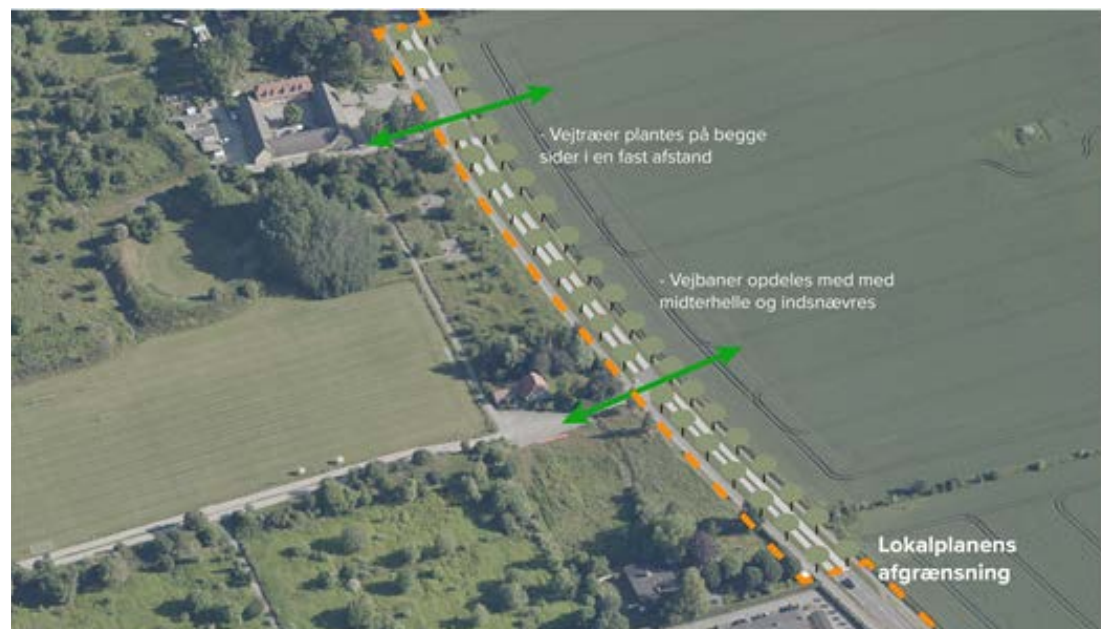 - Vejtræer plantes på begge
sider i en fast afstand
- Vejbaner opdeles med med
midterhelle og indsnævres
Lokalplanens
afgrænsning